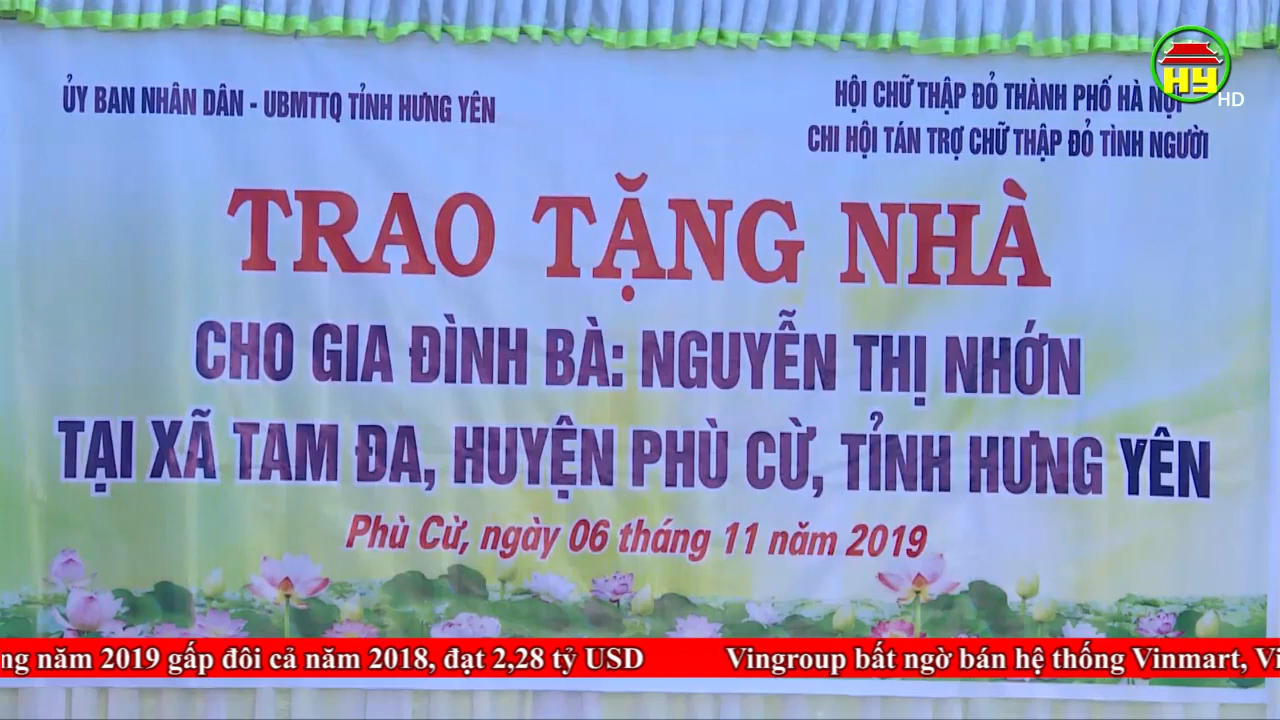 ỦY BAN NHÂN DÂN - UBMTTQ TỈNH HƯNG YÊN
HỘI CHỮ THẬP ĐỎ THÀNH PHỐ HÀ NỘI
CHI HỘI TÁN TRỢ CHỮ THẬP ĐỎ TÌNH NGƯỜI
HY HD
TRAO TẶNG NHÀ
CHO GIA ĐÌNH BÀ: NGUYỄN THỊ NHỚN
TẠI XÃ TAM ĐA, HUYỆN PHÙ CỪ, TỈNH HƯNG YÊN
Phù Cừ, ngày 06 tháng 11 năm 2019
ng năm 2019 gấp đôi cả năm 2018, đạt 2,28 tỷ USD Vingroup bất ngờ bán hệ thống Vinmart, Vi